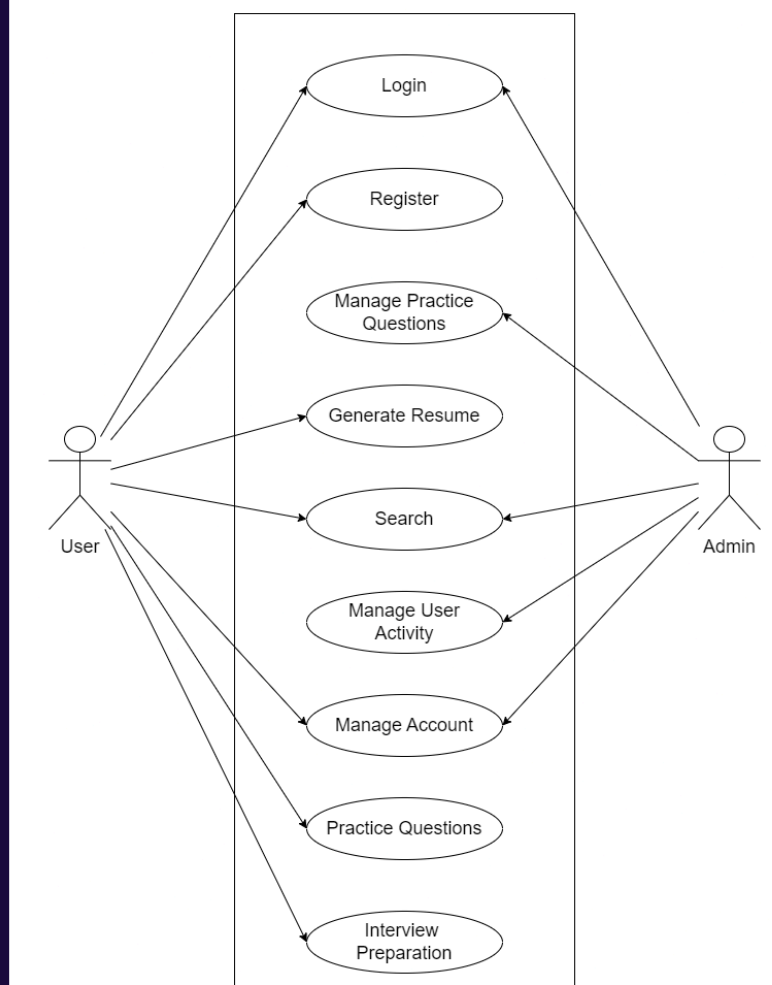 Login
Register
Manage Practice
Questions
Generate Resume
Search
User
Admin
Manage User
Activity
Manage Account
Practice Questions
Interview
Preparation